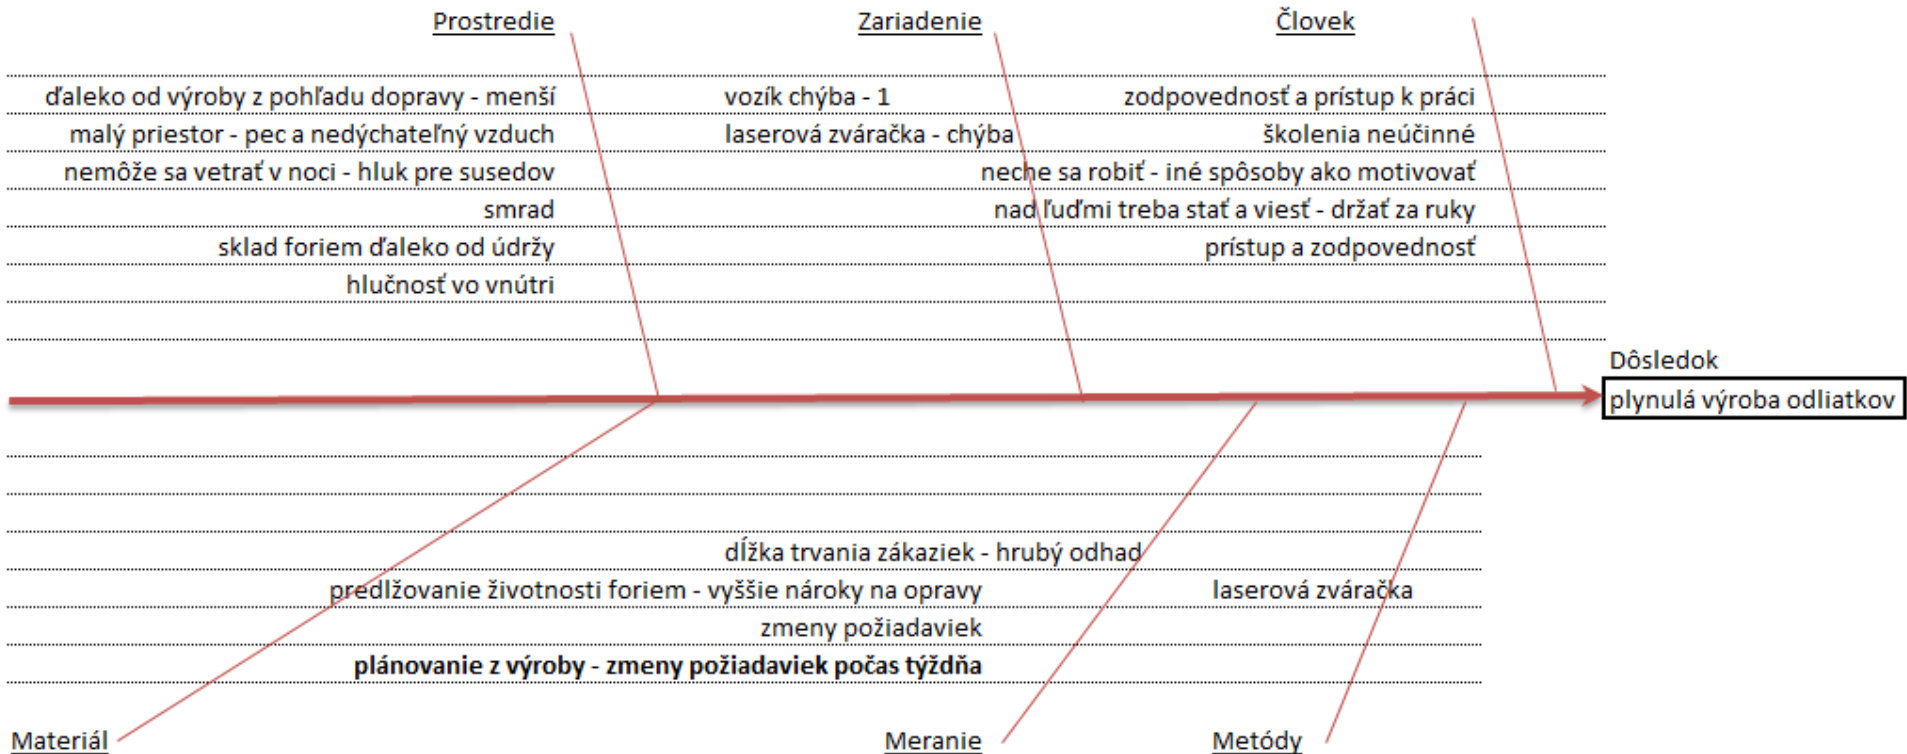 Prostredie
Zariadenie
Človek
ďaleko od výroby z pohľadu dopravy - menší
vozík chýba - 1
zodpovednosť a prístup k práci
malý priestor - pec a nedýchateľný vzduch
laserová zváračka - chýba
školenia neúčinné
nemôže sa vetrať v noci - hluk pre susedov
neche sa robiť - iné spôsoby ako motivovať
smrad
nad ľuďmi treba stať a viesť - držať za ruky
sklad foriem ďaleko od údržy
prístup a zodpovednosť
hlučnosť vo vnútri
Dôsledok
plynulá výroba odliatkov
dĺžka trvania zákaziek - hrubý odhad
predlžovanie životnosti foriem - vyššie nároky na opravy
laserová zváračka
zmeny požiadaviek
plánovanie z výroby - zmeny požiadaviek počas týždňa
Materiál
Meranie
Metódy